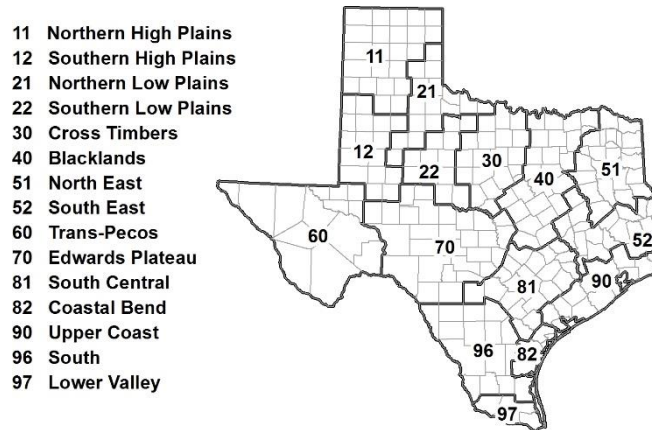 11 Northern High Plains
12 Southern High Plains
21 Northern Low Plains
22 Southern Low Plains
30 Cross Timbers
40 Blacklands
51 North East
52 South East
60 Trans-Pecos
70 Edwards Plateau
81 South Central
82 Coastal Bend
90 Upper Coast
96 South
97 Lower Valley
11
21
12
22
30
40
51
60
70
52
81
90
96
82
97